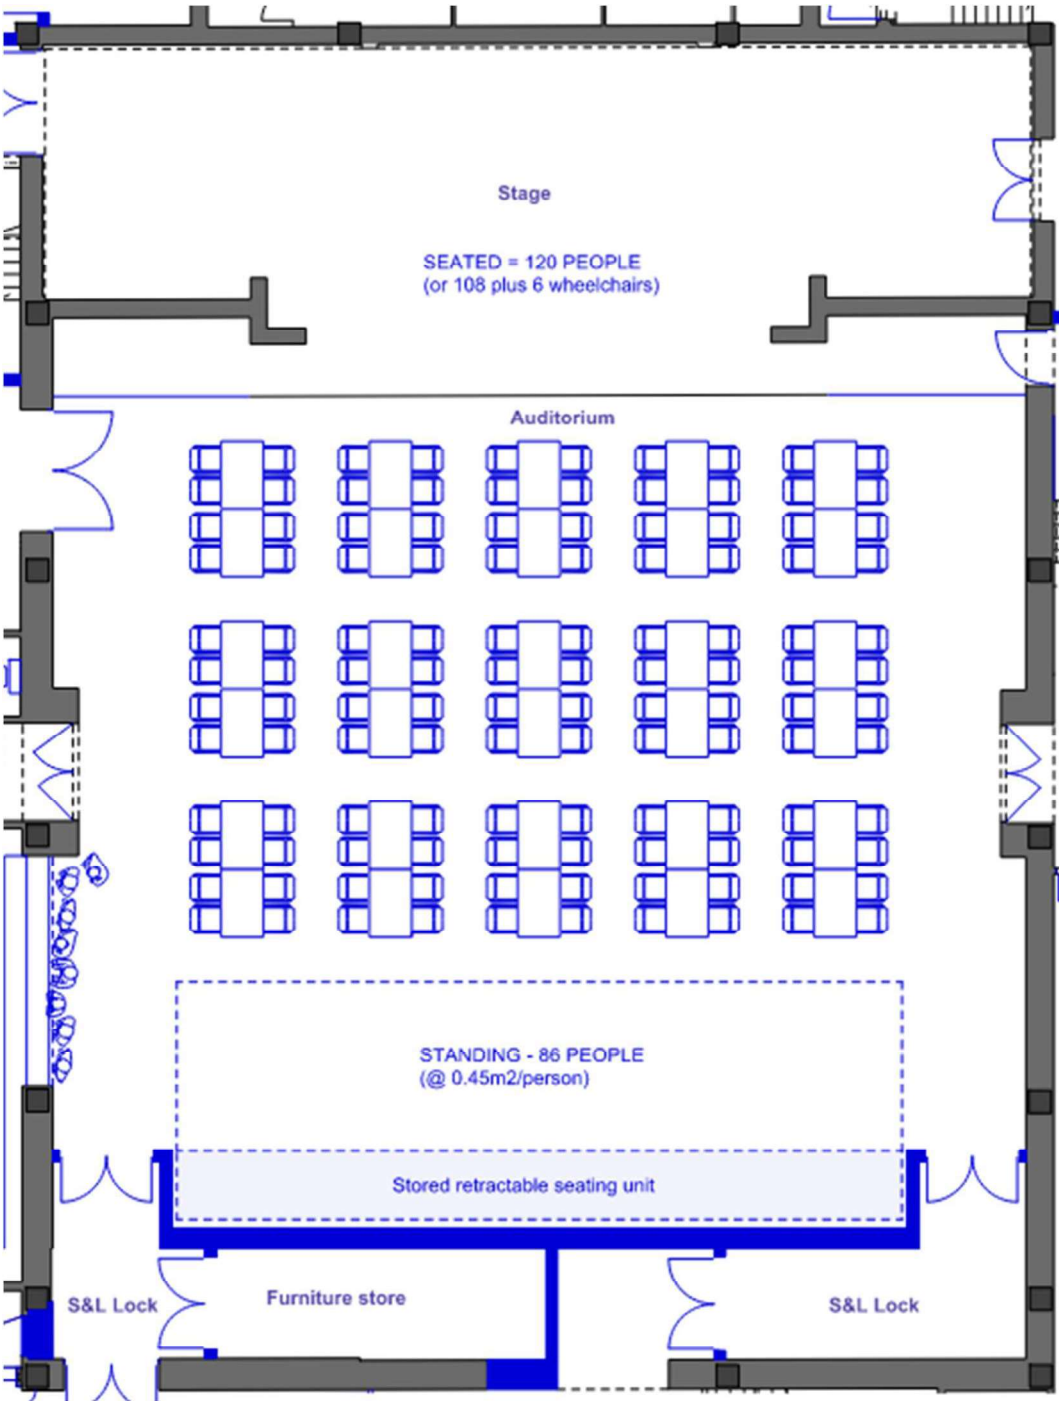 Stage
SEATED = 120 PEOPLE
(or 108 plus 6 wheelchairs)
Auditorium
STANDING - 86 PEOPLE
(@ 0.45m2/person)
Stored retractable seating unit
S&L Lock
Furniture store
S&L Lock